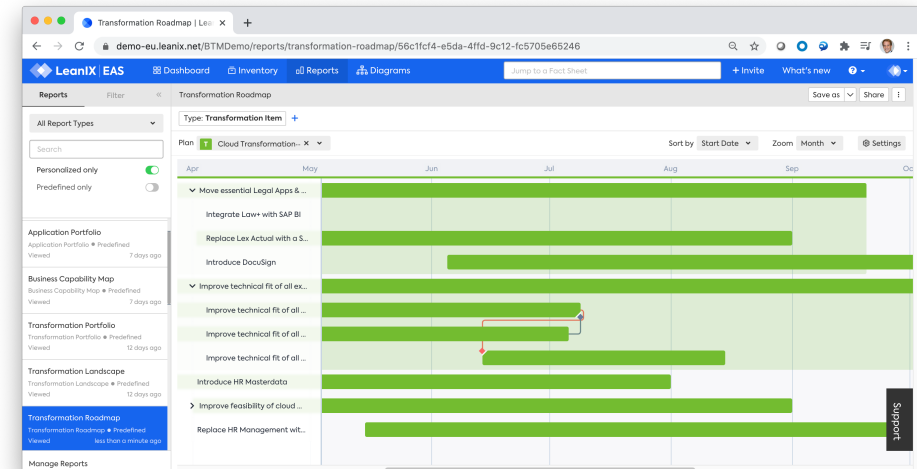 Transformation Roadmap | Lea
demo-eu.leanix.net/BTMDemo/reports/transformation-roadmap/56c1fcf4-e5da-4ffd-9c12-fc5705e65246
LeanIX EAS Dashboard Inventory Reports Diagrams Jump to a Fact Sheet + Invite What's new
Reports Filter « Transformation Roadmap Save as Share
Type: Transformation Item +
All Report Types
Plan T Cloud Transformation·· × Sort by Start Date Zoom Month Settings
Search
Personalized only
Predefined only
Apr May Jun Jul Aug Sep Oc
Move essential Legal Apps & ...
Integrate Law+ with SAP BI
Replace Lex Actual with a S...
Introduce DocuSign
Improve technical fit of all ex...
Improve technical fit of all ...
Improve technical fit of all ...
Improve technical fit of all ...
Introduce HR Masterdata
Improve feasibility of cloud ...
Replace HR Management wit...
Application Portfolio
Application Portfolio • Predefined
Viewed 7 days ago
Business Capability Map
Business Capability Map • Predefined
Viewed 7 days ago
Transformation Portfolio
Transformation Portfolio • Predefined
Viewed 12 days ago
Transformation Landscape
Transformation Landscape • Predefined
Viewed 12 days ago
Transformation Roadmap
Transformation Roadmap • Predefined
Viewed less than a minute ago
Manage Reports
Support